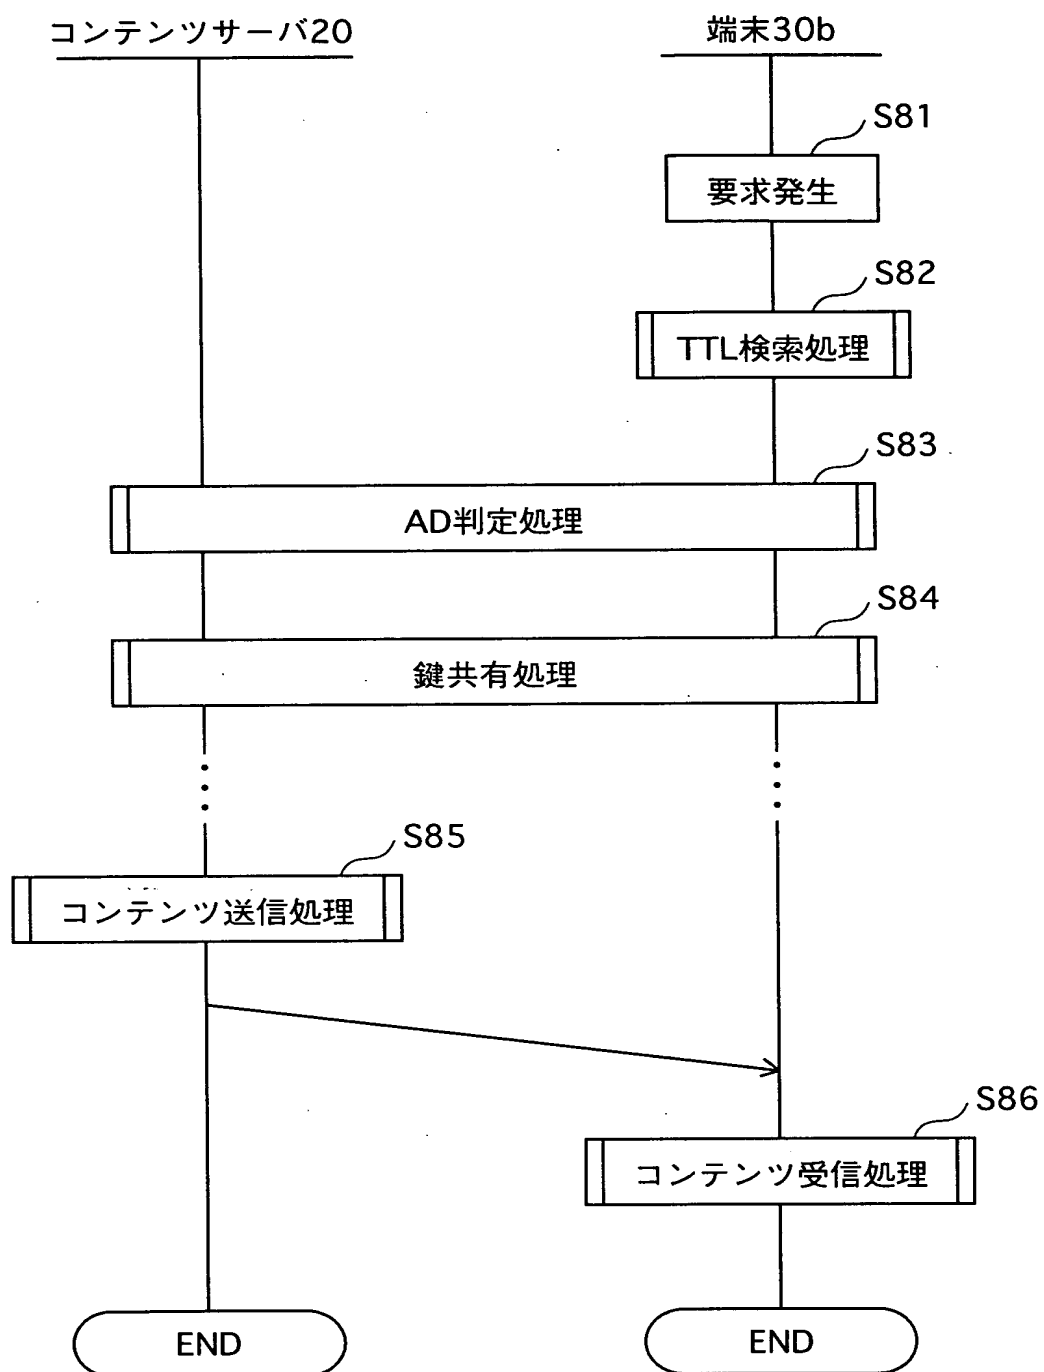 コンテンツサーバ20
端末30b
S81
要求発生
S82
TTL検索処理
S83
AD判定処理
S84
鍵共有処理
S85
コンテンツ送信処理
S86
コンテンツ受信処理
END
END